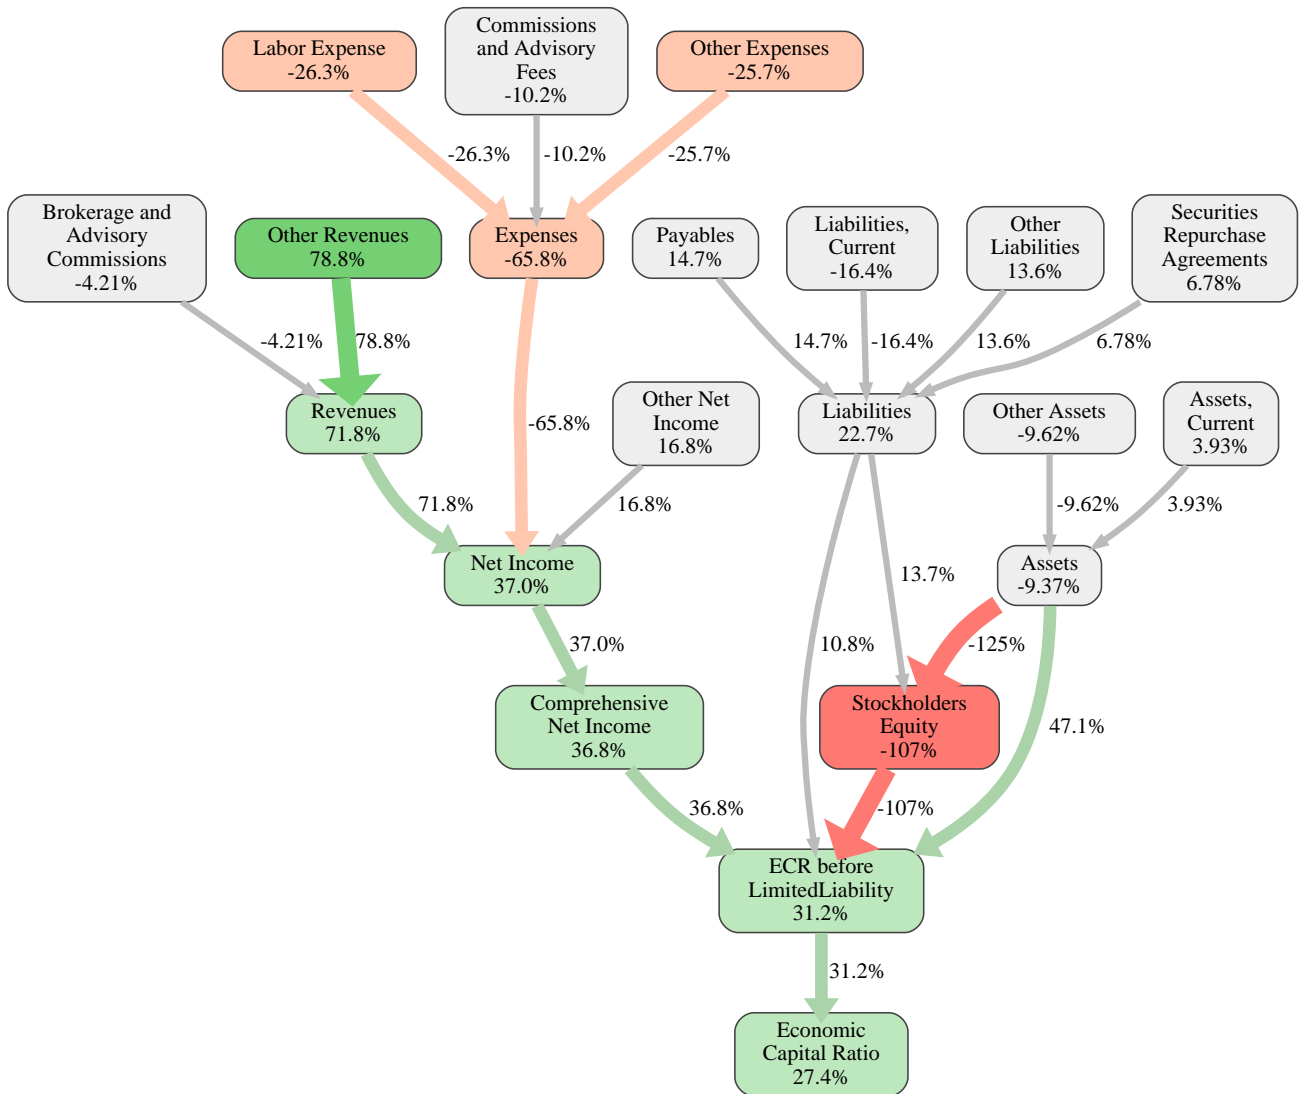 Labor Expense
-26.3%
Commissions
and Advisory
Fees
-10.2%
Other Expenses
-25.7%
-26.3%
-10.2%
-25.7%
Brokerage and
Advisory
Commissions
-4.21%
Other Revenues
78.8%
Expenses
-65.8%
Payables
14.7%
Liabilities,
Current
-16.4%
Other
Liabilities
13.6%
Securities
Repurchase
Agreements
6.78%
-4.21%
78.8%
14.7%
-16.4%
13.6%
6.78%
Revenues
71.8%
-65.8%
Other Net
Income
16.8%
Liabilities
22.7%
Other Assets
-9.62%
Assets,
Current
3.93%
71.8%
16.8%
-9.62%
3.93%
Net Income
37.0%
13.7%
Assets
-9.37%
37.0%
10.8%
-125%
Comprehensive
Net Income
36.8%
Stockholders
Equity
-107%
47.1%
36.8%
-107%
ECR before
LimitedLiability
31.2%
31.2%
Economic
Capital Ratio
27.4%